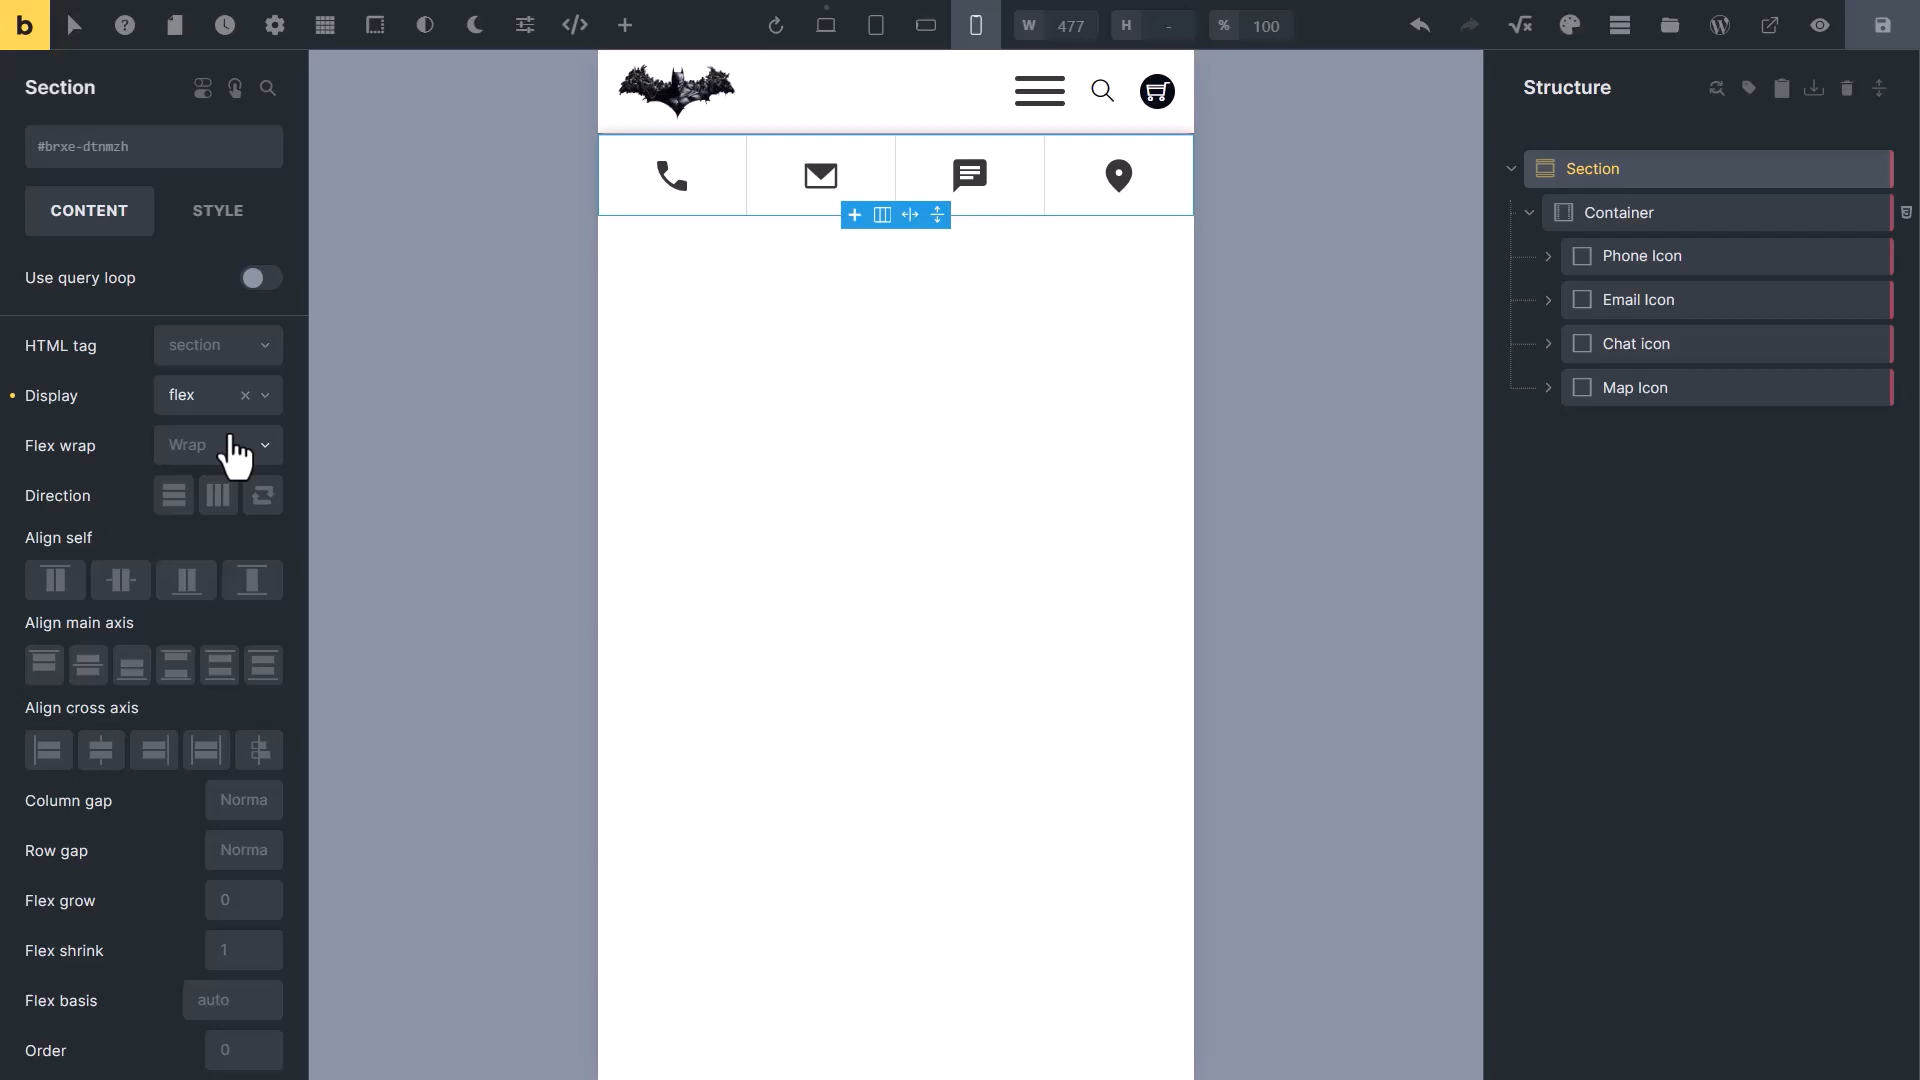 b
W 477
H -
% 100
Section
#brxe-dtnmzh
CONTENT STYLE
Use query loop
HTML tag section
Display flex
Flex wrap Wrap
Direction
Align self
Align main axis
Align cross axis
Column gap Norma
Row gap Norma
Flex grow 0
Flex shrink 1
Flex basis auto
Order 0
Structure
Section
Container
Phone Icon
Email Icon
Chat icon
Map Icon